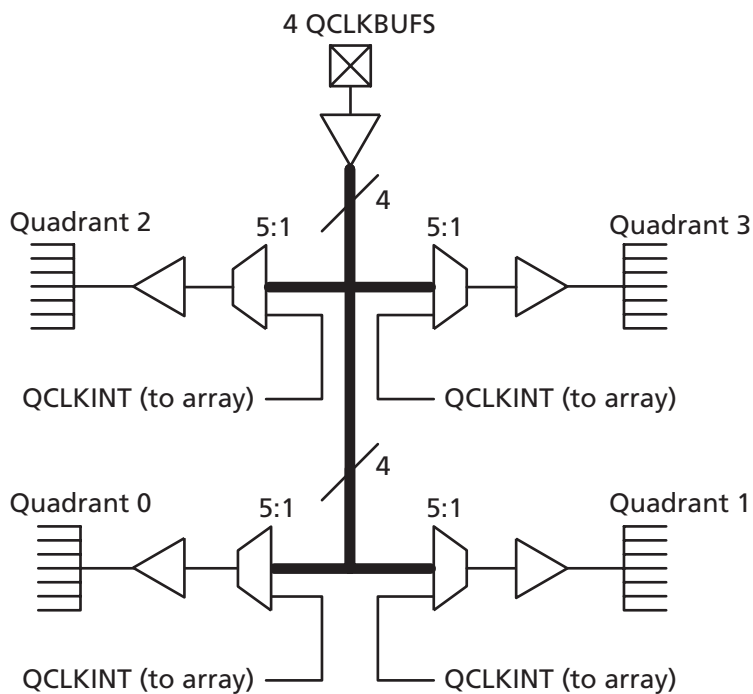 4 QCLKBUFS
4
Quadrant 2
5:1
5:1
Quadrant 3
QCLKINT (to array)
QCLKINT (to array)
4
Quadrant 0
5:1
5:1
Quadrant 1
QCLKINT (to array)
QCLKINT (to array)